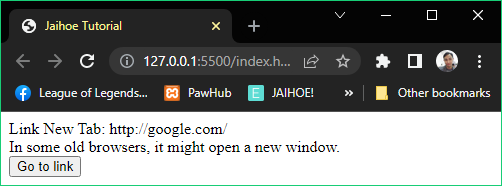 Jaihoe Tutorial
127.0.0.1:5500/index.h...
League of Legends...
PawHub
JAIHOE!
»
Other bookmarks
Link New Tab: http://google.com/
In some old browsers, it might open a new window.
Go to link